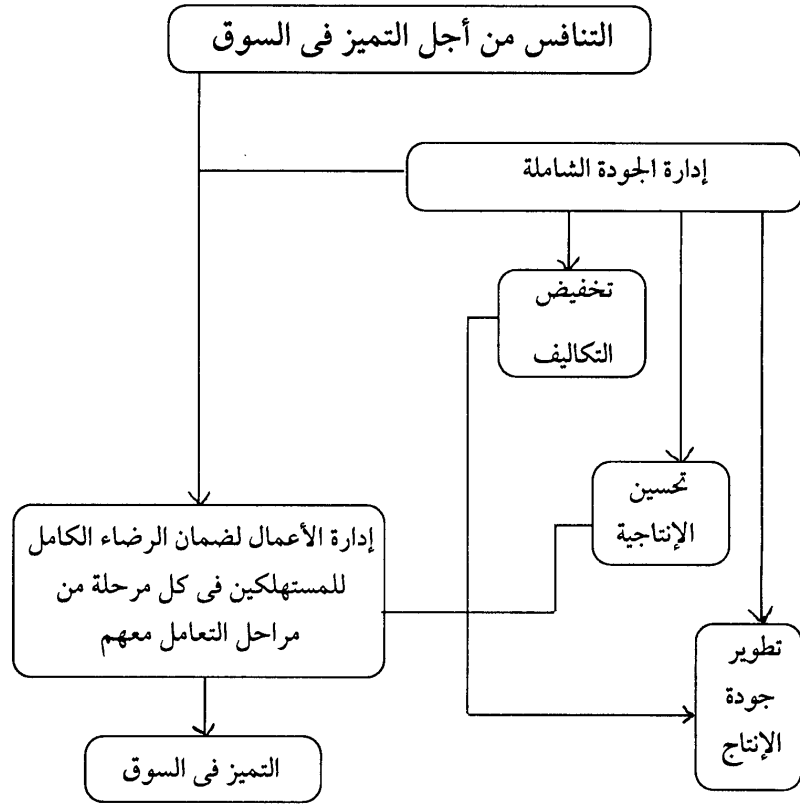 التنافس من أجل التميز فى السوق
إدارة الجودة الشاملة
تخفيض
التكاليف
تحسين
الإنتاجية
إدارة الأعمال لضمان الرضاء الكامل
للمستهلكين فى كل مرحلة من
مراحل التعامل معهم
تطوير
جودة
الإنتاج
التميز فى السوق